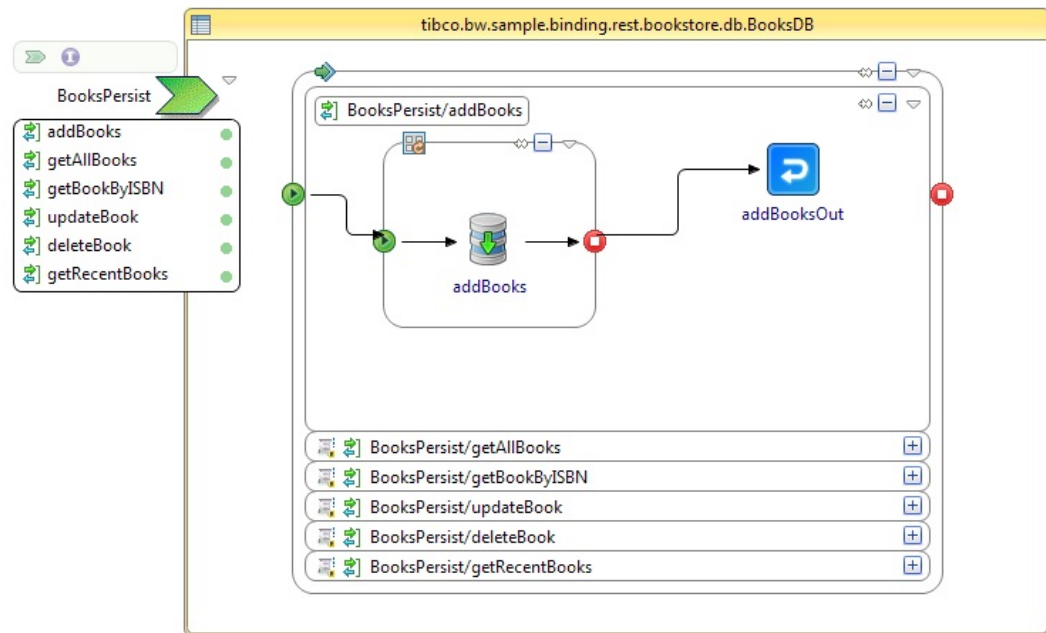 tibco.bw.sample.binding.rest.bookstore.db.BooksDB
BooksPersist
addBooks
getAllBooks
getBookByISBN
updateBook
deleteBook
getRecentBooks
BooksPersist/addBooks
addBooks
addBooksOut
BooksPersist/getAllBooks
BooksPersist/getBookByISBN
BooksPersist/updateBook
BooksPersist/deleteBook
BooksPersist/getRecentBooks